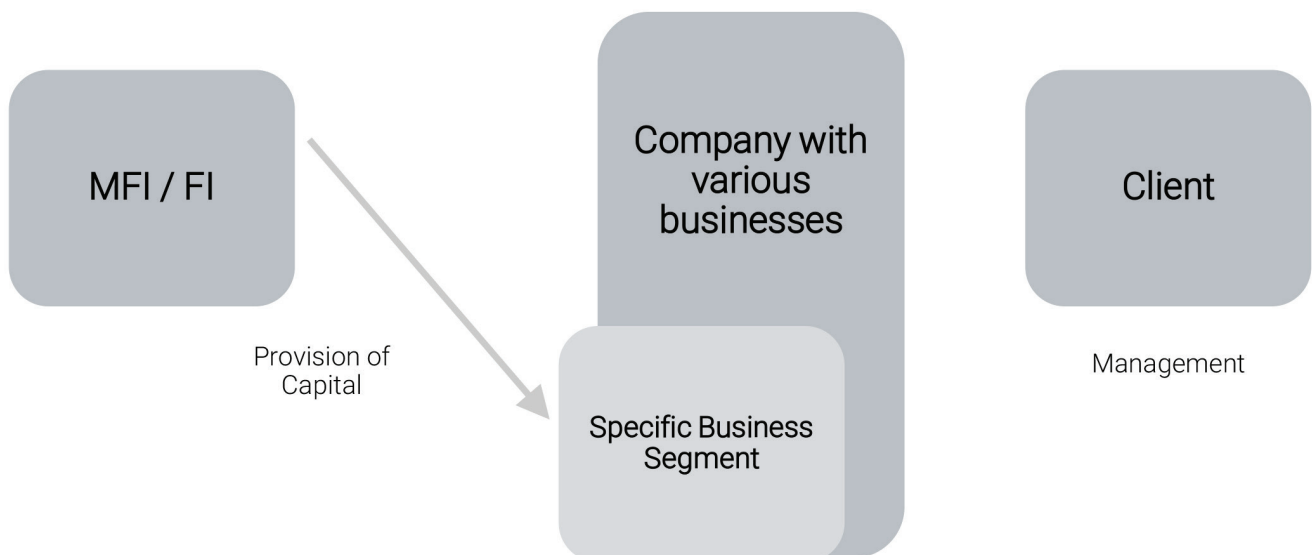 MFI / FI
Provision of
Capital
Company with
various
businesses
Specific Business
Segment
Client
Management